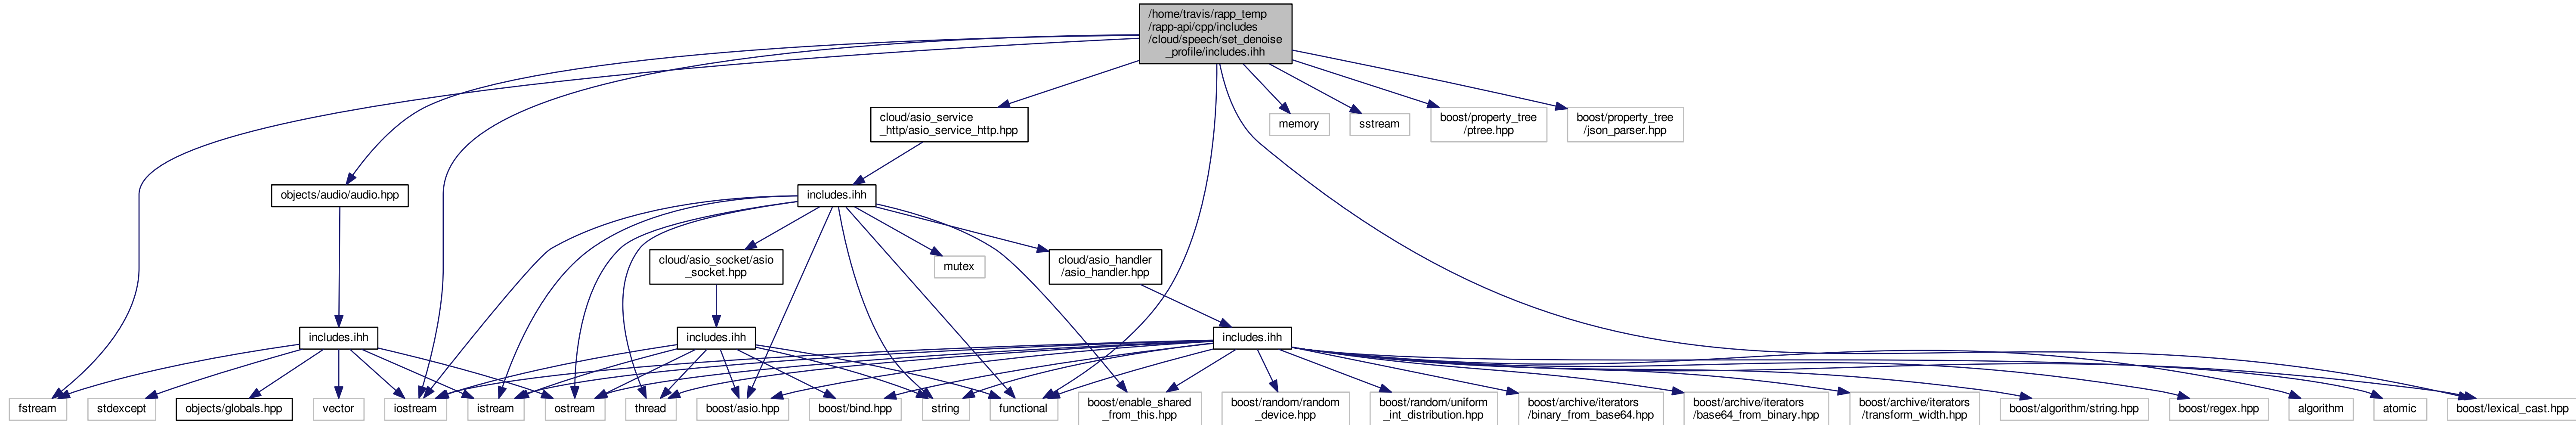 /home/travis/rapp_temp
/rapp-api/cpp/includes
/cloud/speech/set_denoise
_profile/includes.ihh
cloud/asio_service
_http/asio_service_http.hpp
memory
sstream
boost/property_tree
/ptree.hpp
boost/property_tree
/json_parser.hpp
objects/audio/audio.hpp
includes.ihh
cloud/asio_socket/asio
_socket.hpp
mutex
cloud/asio_handler
/asio_handler.hpp
includes.ihh
includes.ihh
includes.ihh
fstream
stdexcept
objects/globals.hpp
vector
iostream
istream
ostream
thread
boost/asio.hpp
boost/bind.hpp
string
functional
boost/enable_shared
_from_this.hpp
boost/random/random
_device.hpp
boost/random/uniform
_int_distribution.hpp
boost/archive/iterators
/binary_from_base64.hpp
boost/archive/iterators
/base64_from_binary.hpp
boost/archive/iterators
/transform_width.hpp
boost/algorithm/string.hpp
boost/regex.hpp
algorithm
atomic
boost/lexical_cast.hpp